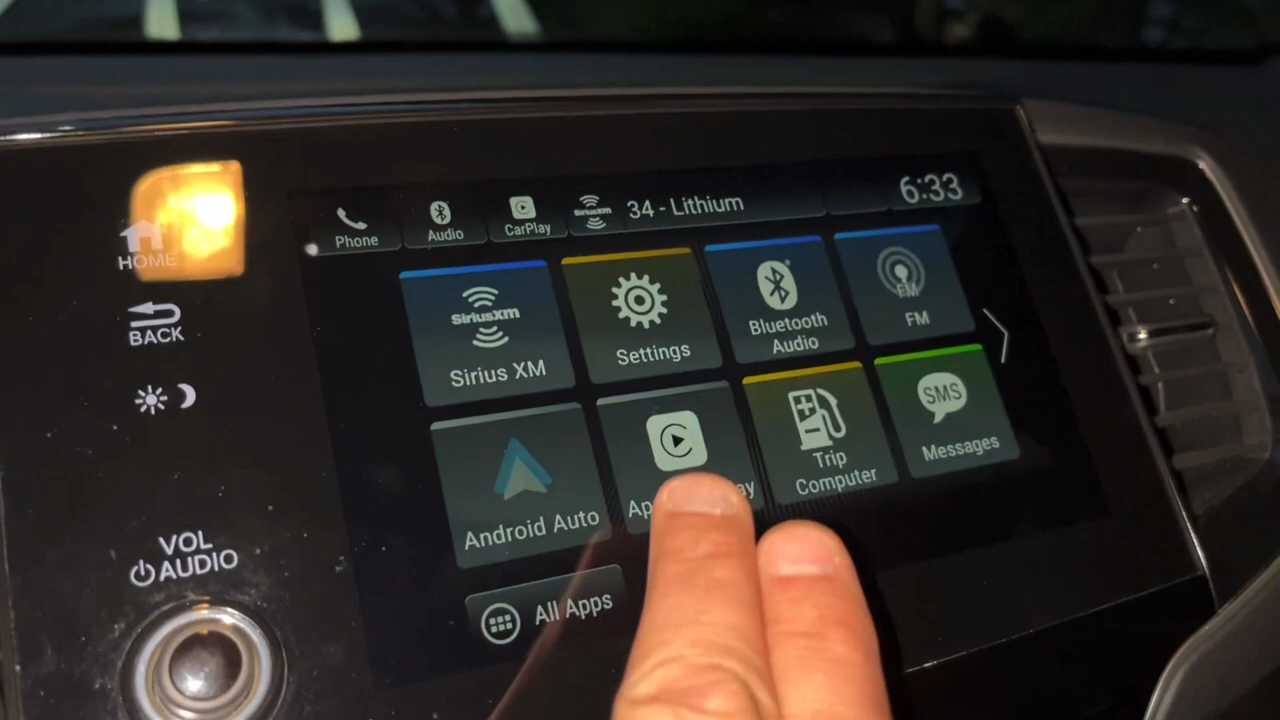 HOME
BACK
VOL
AUDIO
Phone
Audio
CarPlay
SiriusXM
34 - Lithium
6:33
SiriusXM
Sirius XM
Settings
Bluetooth
Audio
FM
FM
Android Auto
Trip
Computer
SMS
Messages
All Apps